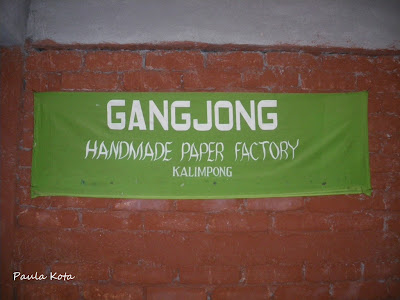 GANGJONG
HANDMADE PAPER FACTORY
KALIMPONG
Paula Kota